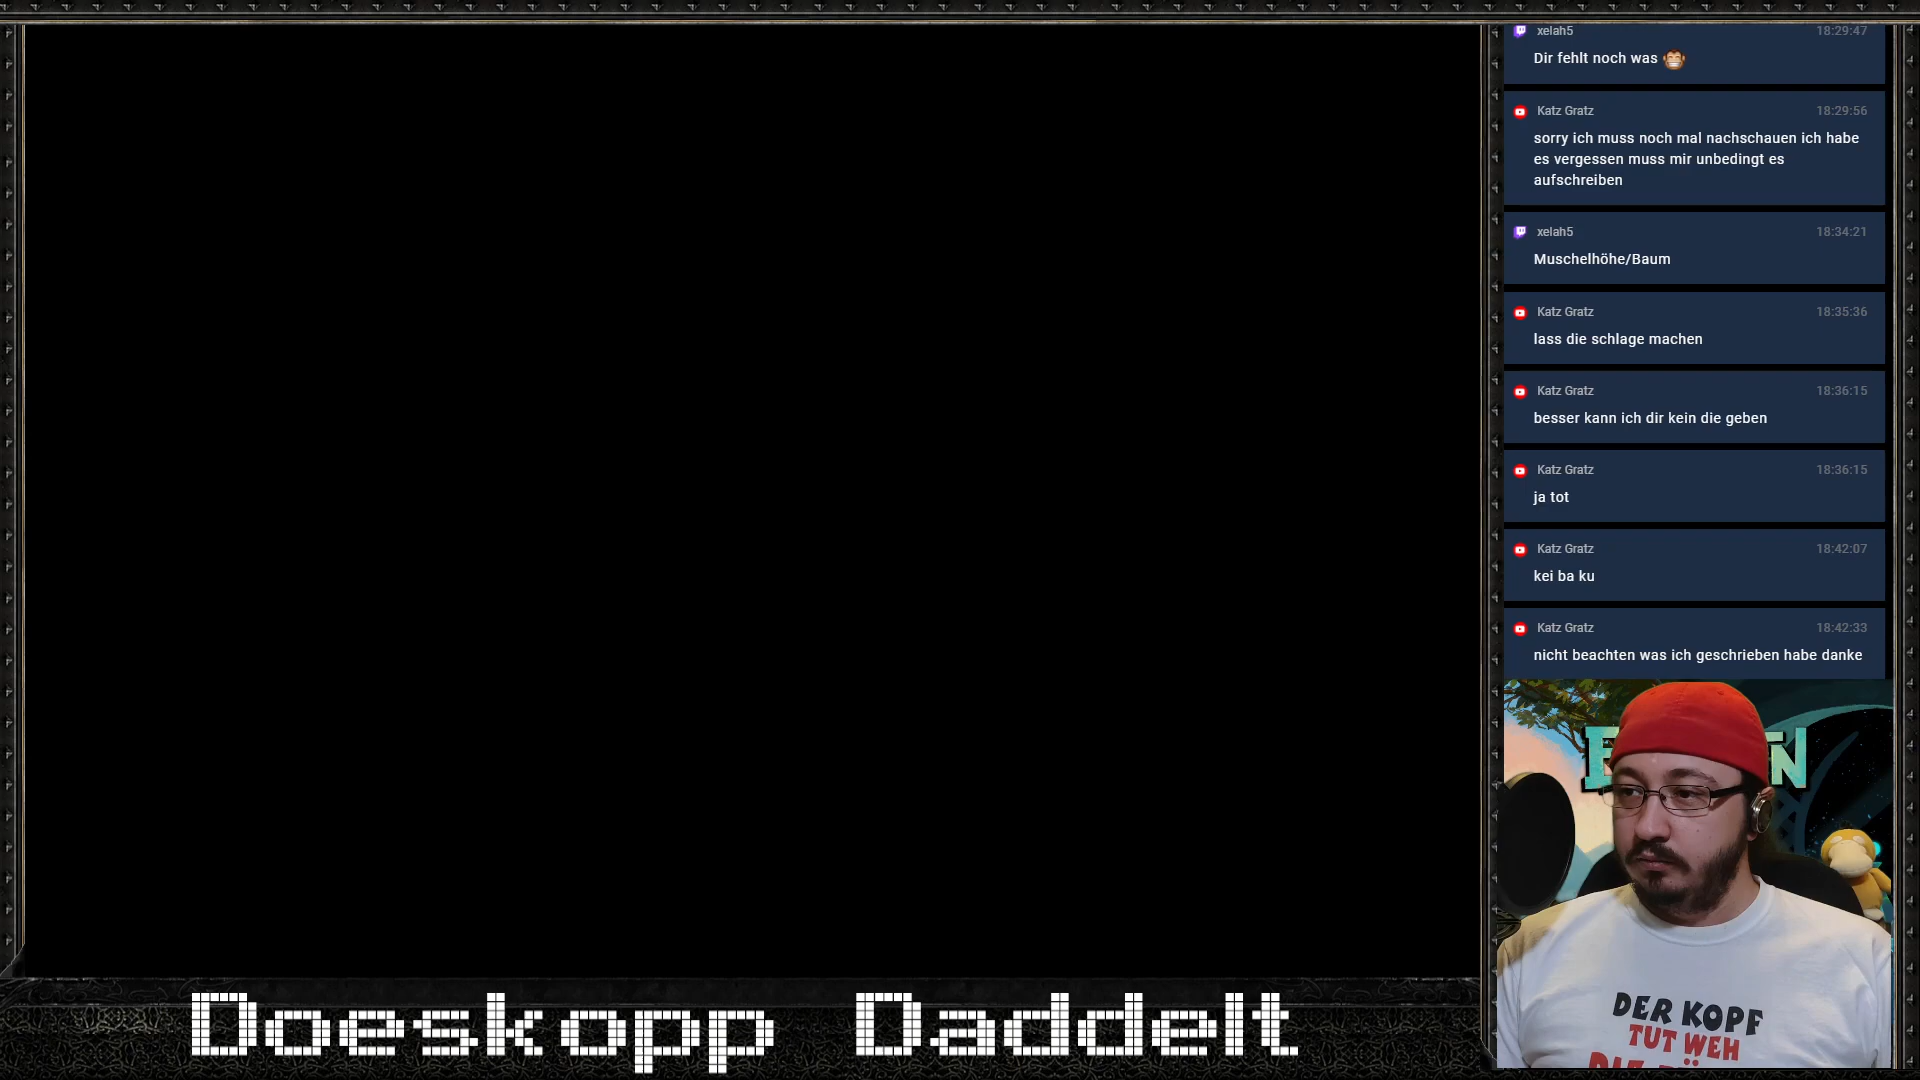 xelah5 18:29:47
Dir fehlt noch was
Katz Gratz 18:29:56
sorry ich muss noch mal nachschauen ich habe
es vergessen muss mir unbedingt es
aufschreiben
xelah5 18:34:21
Muschelhöhe/Baum
Katz Gratz 18:35:36
lass die schlage machen
Katz Gratz 18:36:15
besser kann ich dir kein die geben
Katz Gratz 18:36:15
ja tot
Katz Gratz 18:42:07
kei ba ku
Katz Gratz 18:42:33
nicht beachten was ich geschrieben habe danke
DER KOPF
TUT WEH
Doeskopp Daddelt